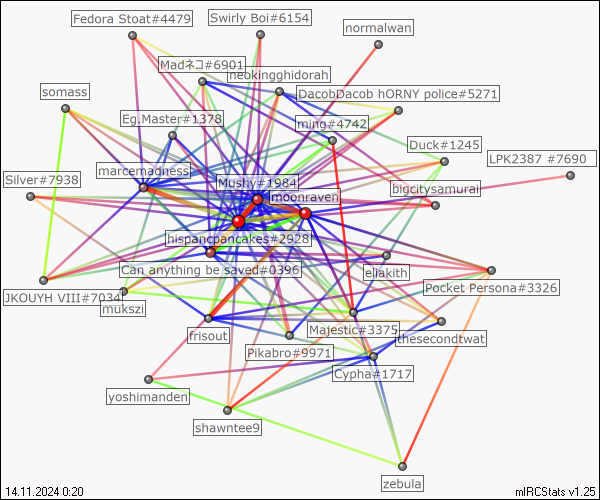 Fedora Stoat#4479
Swirly Boi#6154
normalwan
Madネコ#6901
neokingghidorah
somass
DacobDacob hORNY police#5271
Eg.Master#1378
ming#4742
Duck#1245
LPK2387 #7690
marcemadness
Silver#7938
Mushy#1984
bigcitysamurai
moonraven
hispancpancakes#2928
Can anything be saved#0396
eliakith
Pocket Persona#3326
JKOUYH VIII#7034
mukszi
frisout
Majestic#3375
thesecondtwat
Pikabro#9971
Cypha#1717
yoshimanden
shawntee9
zebula
14.11.2024 0:20
mIRCStats v1.25